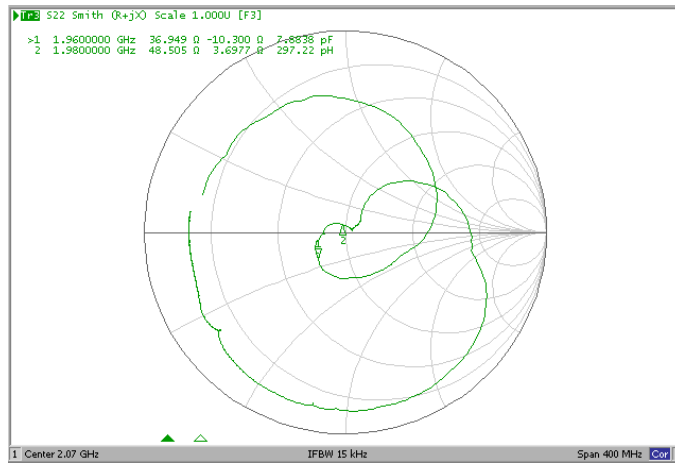 Tr3 S22 Smith (R+jX) Scale 1.000U [F3]
>1 1.9600000 GHz 36.949 Ω -10.300 Ω 7.8838 pF
2 1.9800000 GHz 48.505 Ω 3.6977 Ω 297.22 pH
2
1 Center 2.07 GHz IFBW 15 kHz Span 400 MHz Cor